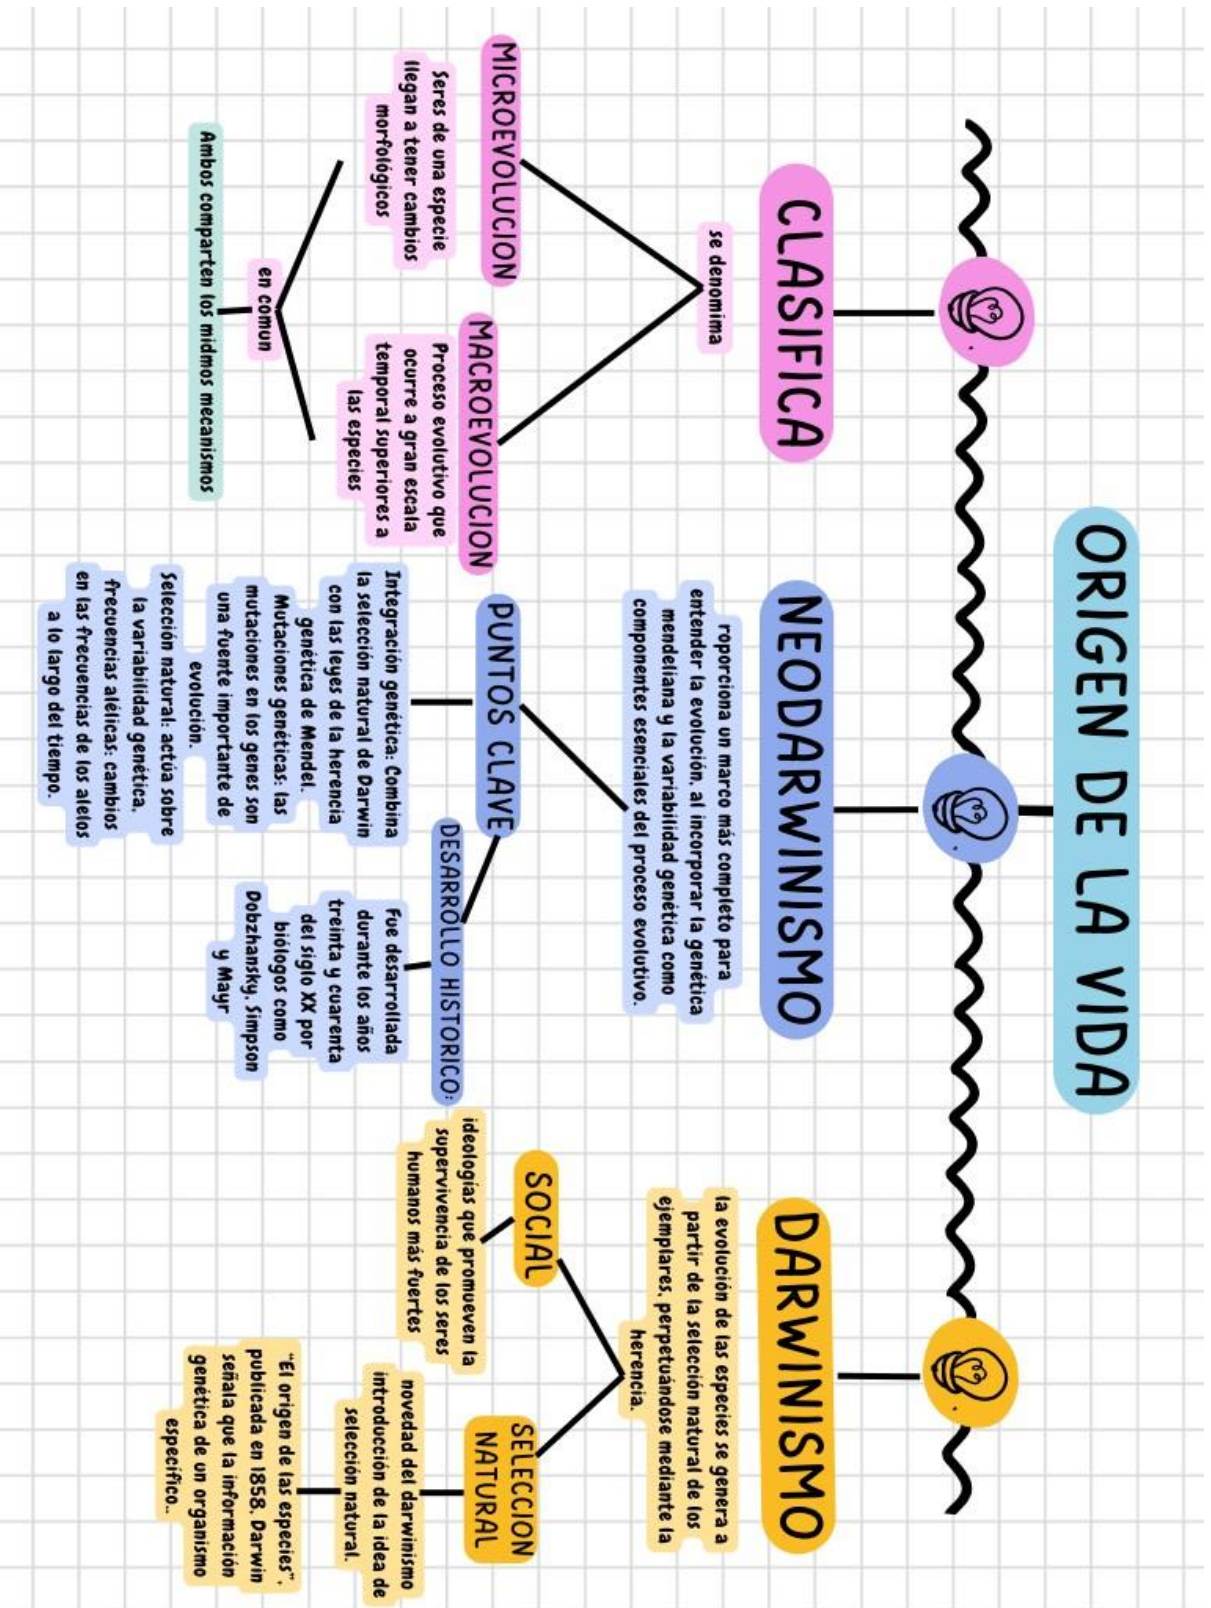 ORIGEN DE LA VIDA
CLASIFICA
se denomima
MICROEVOLUCION
Seres de una especie
llegan a tener cambios
morfológicos
MACROEVOLUCION
Proceso evolutivo que
ocurre a gran escala
temporal superiores a
las especies
en comun
Ambos comparten los midmos mecanismos
NEODARWINISMO
roporciona un marco más completo para
entender la evolución, al incorporar la genética
mendeliana y la variabilidad genética como
componentes esenciales del proceso evolutivo.
PUNTOS CLAVE
Integración genética: Combina
la selección natural de Darwin
con las leyes de la herencia
genética de Mendel.
Mutaciones genéticas: las
mutaciones en los genes son
una fuente importante de
evolución.
Selección natural: actúa sobre
la variabilidad genética,
frecuencias alélicas: cambios
en las frecuencias de los alelos
a lo largo del tiempo.
DESARROLLO HISTORICO:
Fue desarrollada
durante los años
treinta y cuarenta
del siglo XX por
biólogos como
Dobzhansky, Simpson
y Mayr
DARWINISMO
la evolución de las especies se genera a
partir de la selección natural de los
ejemplares, perpetuándose mediante la
herencia.
SOCIAL
ideologías que promueven la
supervivencia de los seres
humanos más fuertes
SELECCION
NATURAL
novedad del darwinismo
introducción de la idea de
selección natural.
"El origen de las especies",
publicada en 1858, Darwin
señala que la información
genética de un organismo
específico..